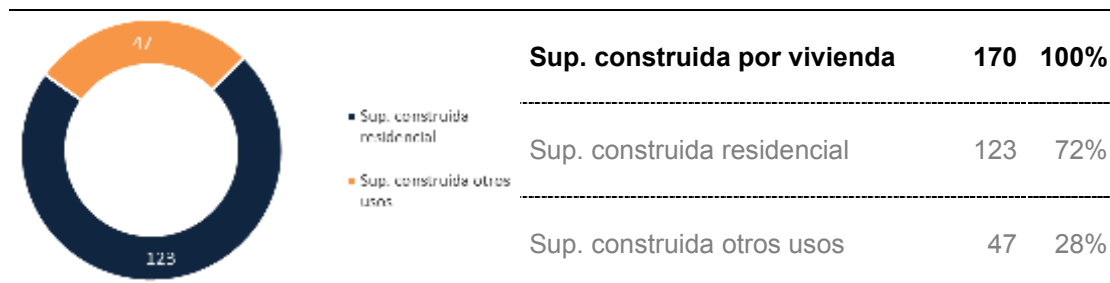 47
123
Sup. construida
residencial
Sup. construida otros
usos
Sup. construida por vivienda 170 100%
Sup. construida residencial 123 72%
Sup. construida otros usos 47 28%